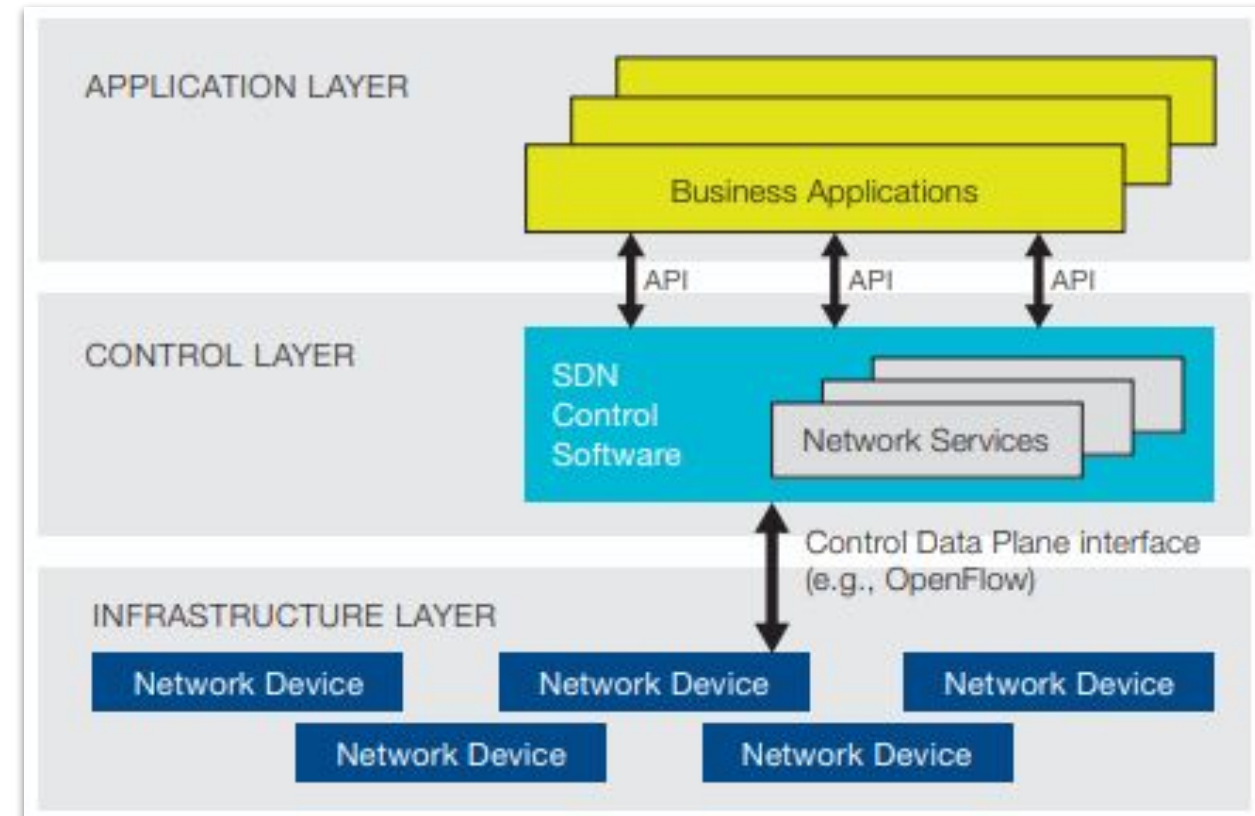 APPLICATION LAYER
Business Applications
API
API
API
CONTROL LAYER
SDN
Control
Software
Network Services
Control Data Plane interface
(e.g., OpenFlow)
INFRASTRUCTURE LAYER
Network Device
Network Device
Network Device
Network Device
Network Device